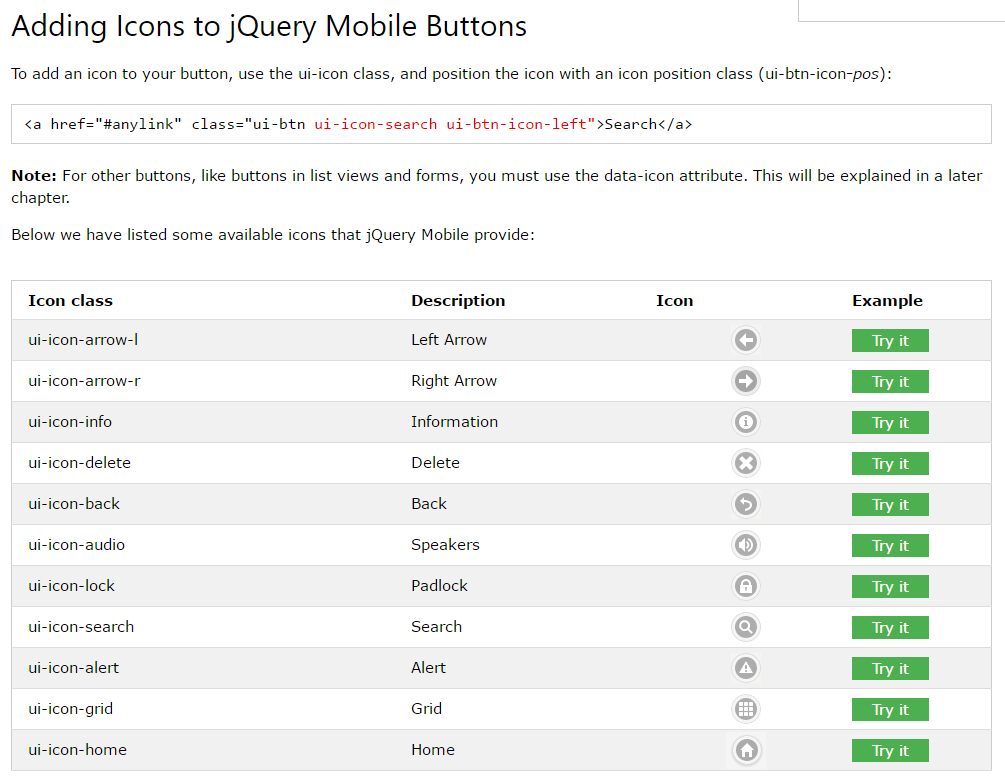 Adding Icons to jQuery Mobile Buttons
To add an icon to your button, use the ui-icon class, and position the icon with an icon position class (ui-btn-icon-pos):
<a href="#anylink" class="ui-btn ui-icon-search ui-btn-icon-left">Search</a>
Note: For other buttons, like buttons in list views and forms, you must use the data-icon attribute. This will be explained in a later
chapter.
Below we have listed some available icons that jQuery Mobile provide:
Icon class Description Icon Example
ui-icon-arrow-l Left Arrow Try it
ui-icon-arrow-r Right Arrow Try it
ui-icon-info Information Try it
ui-icon-delete Delete Try it
ui-icon-back Back Try it
ui-icon-audio Speakers Try it
ui-icon-lock Padlock Try it
ui-icon-search Search Try it
ui-icon-alert Alert Try it
ui-icon-grid Grid Try it
ui-icon-home Home Try it